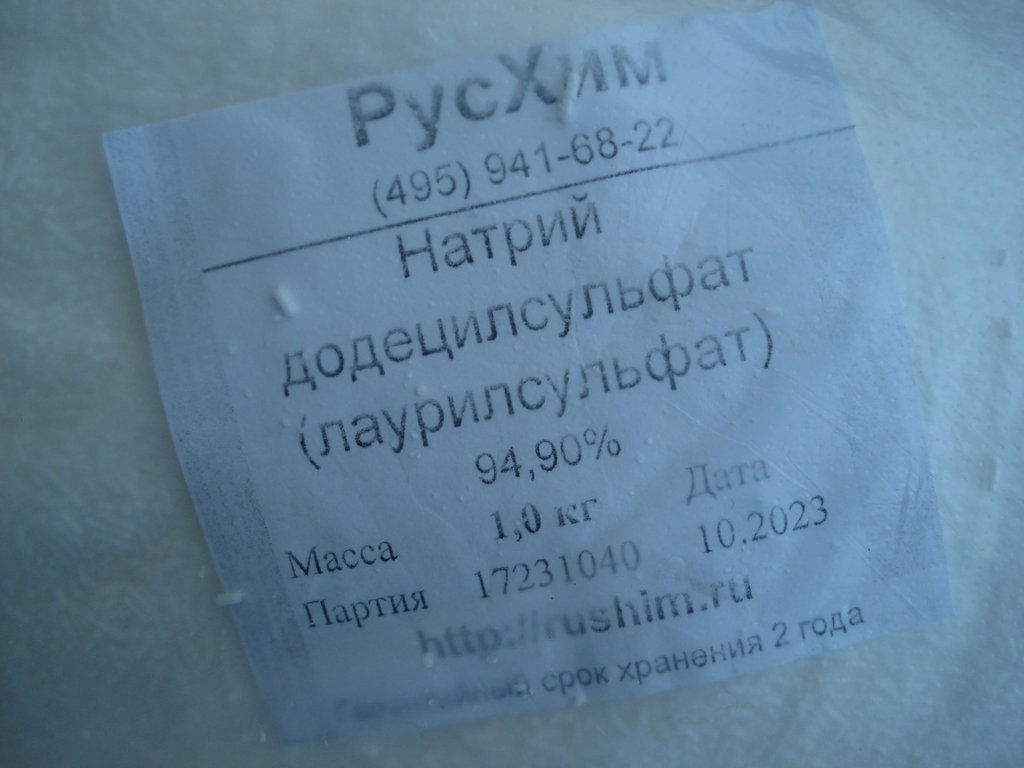 РусХим
(495) 941-68-22
Натрий
додецилсульфат
(лаурилсульфат)
94,90%
Масса 1,0 кг Дата
Партия 17231040 10.2023
http://rushim.ru
Гарантийный срок хранения 2 года